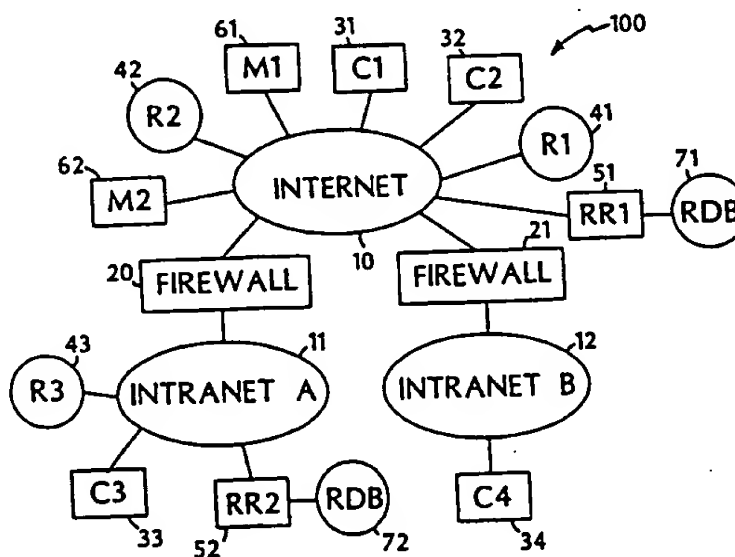 61
31
32
100
42
M1
C1
C2
R2
41
R1
62
INTERNET
51
71
M2
RR1
RDB
10
21
20
FIREWALL
FIREWALL
43
11
12
R3
INTRANET A
INTRANET B
C3
RR2
RDB
C4
33
52
72
34